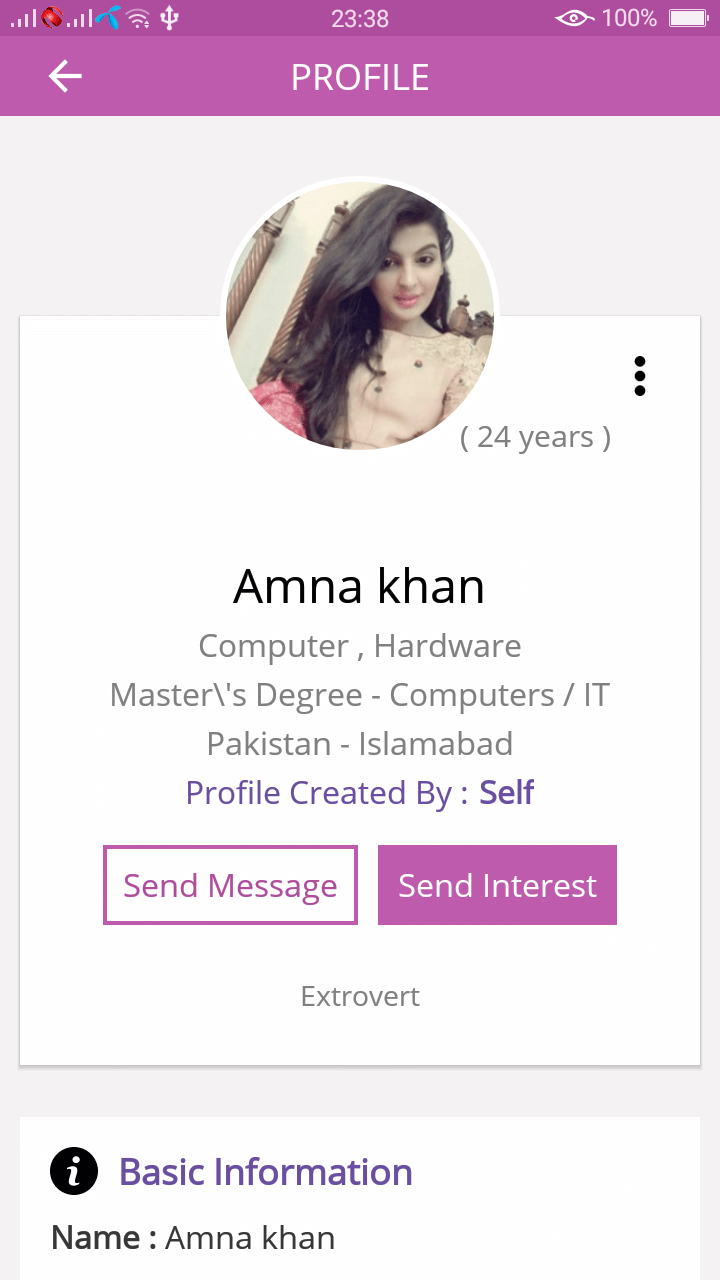 23:38
100%
PROFILE
( 24 years )
Amna khan
Computer , Hardware
Master\'s Degree - Computers / IT
Pakistan - Islamabad
Profile Created By : Self
Send Message
Send Interest
Extrovert
Basic Information
Name : Amna khan